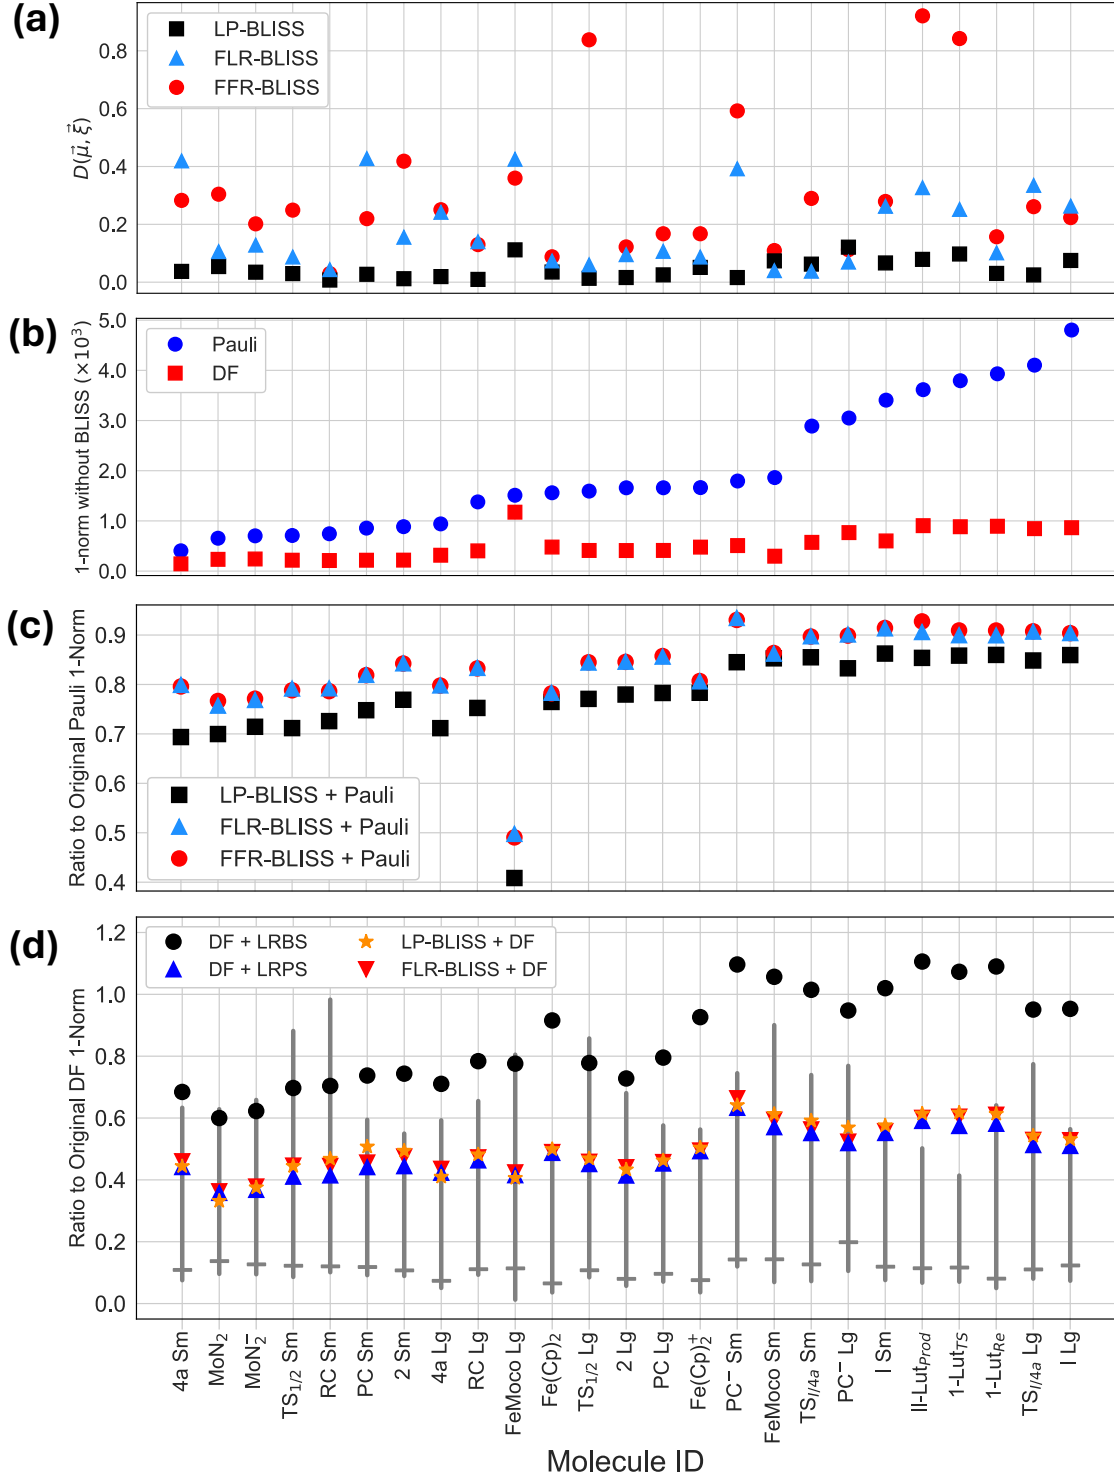 (a)
LP-BLISS
FLR-BLISS
FFR-BLISS
D(μ⃗, ξ⃗)
0.8
0.6
0.4
0.2
0.0
(b)
Pauli
DF
1-norm without BLISS (×10³)
5.0
4.0
3.0
2.0
1.0
0.0
(c)
LP-BLISS + Pauli
FLR-BLISS + Pauli
FFR-BLISS + Pauli
Ratio to Original Pauli 1-Norm
0.9
0.8
0.7
0.6
0.5
0.4
(d)
DF + LRBS
DF + LRPS
LP-BLISS + DF
FLR-BLISS + DF
Ratio to Original DF 1-Norm
1.2
1.0
0.8
0.6
0.4
0.2
0.0
4a Sm
MoN₂
MoN₂⁻
TS₁/₂ Sm
RC Sm
PC Sm
2 Sm
4a Lg
RC Lg
FeMoco Lg
Fe(Cp)₂
TS₁/₂ Lg
2 Lg
PC Lg
Fe(Cp)₂⁺
PC⁻ Sm
FeMoco Sm
TS_I/4a Sm
PC⁻ Lg
I Sm
II-Lut_Prod
1-Lut_TS
1-Lut_Re
TS_I/4a Lg
I Lg
Molecule ID